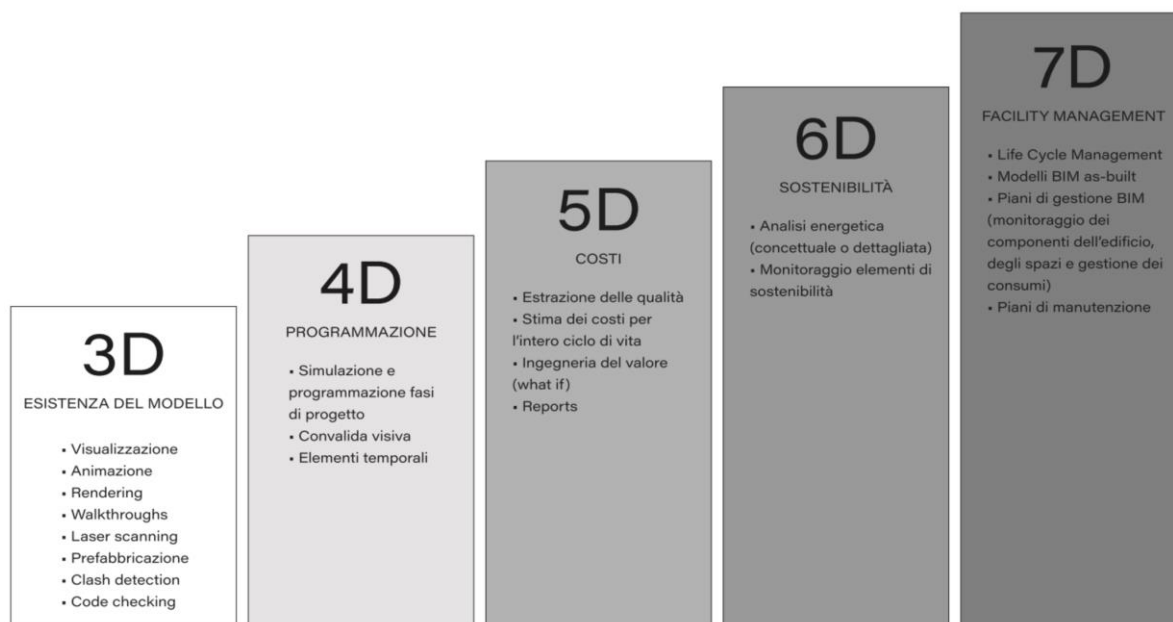 3D
ESISTENZA DEL MODELLO
• Visualizzazione
• Animazione
• Rendering
• Walkthroughs
• Laser scanning
• Prefabbricazione
• Clash detection
• Code checking
4D
PROGRAMMAZIONE
• Simulazione e
programmazione fasi
di progetto
• Convalida visiva
• Elementi temporali
5D
COSTI
• Estrazione delle qualità
• Stima dei costi per
l'intero ciclo di vita
• Ingegneria del valore
(what if)
• Reports
6D
SOSTENIBILITÀ
• Analisi energetica
(concettuale o dettagliata)
• Monitoraggio elementi di
sostenibilità
7D
FACILITY MANAGEMENT
• Life Cycle Management
• Modelli BIM as-built
• Piani di gestione BIM
(monitoraggio dei
componenti dell'edificio,
degli spazi e gestione dei
consumi)
• Piani di manutenzione